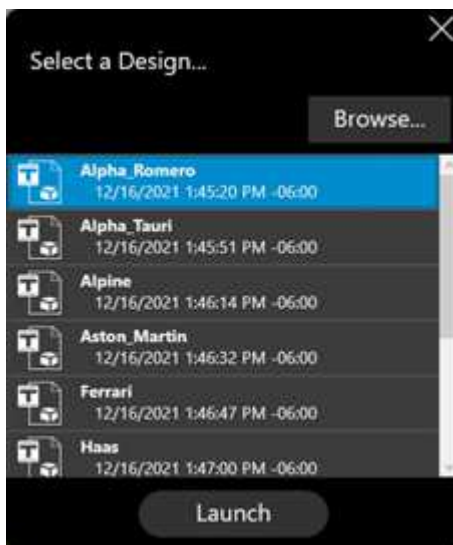 Select a Design...
Browse...
Alpha_Romero
12/16/2021 1:45:20 PM -06:00
Alpha_Tauri
12/16/2021 1:45:51 PM -06:00
Alpine
12/16/2021 1:46:14 PM -06:00
Aston_Martin
12/16/2021 1:46:32 PM -06:00
Ferrari
12/16/2021 1:46:47 PM -06:00
Haas
12/16/2021 1:47:00 PM -06:00
Launch